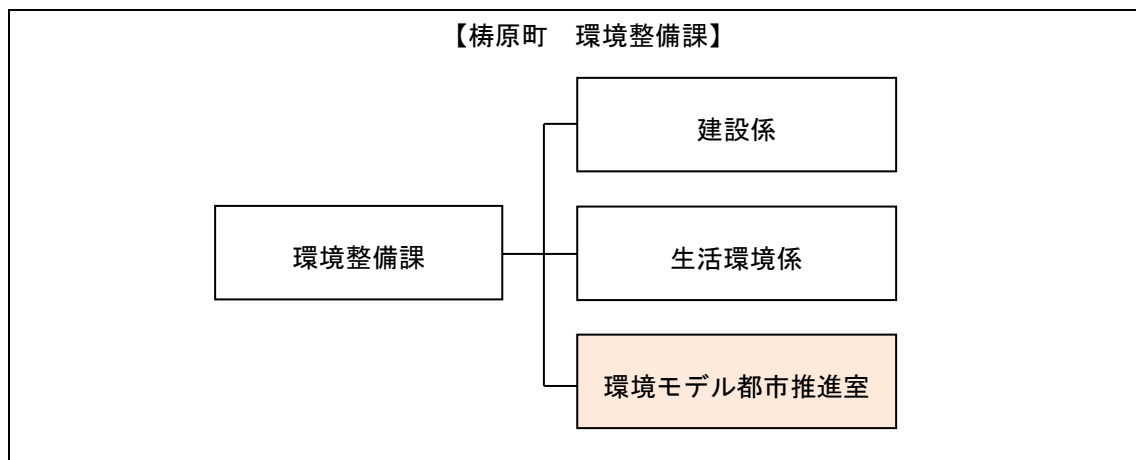 【梼原町　環境整備課】
建設係
環境整備課
生活環境係
環境モデル都市推進室